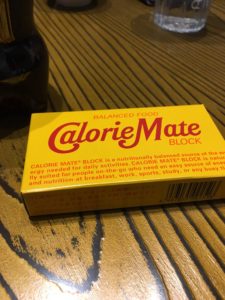 BALANCED FOOD
CalorieMate
BLOCK
CALORIE MATE® BLOCK is a nutritionally balanced source of the
ergy needed for daily activities. CALORIE MATE® BLOCK is
ly suited for people on-the-go who need an easy source of
and nutrition at breakfast, work, sports, study, or any busy